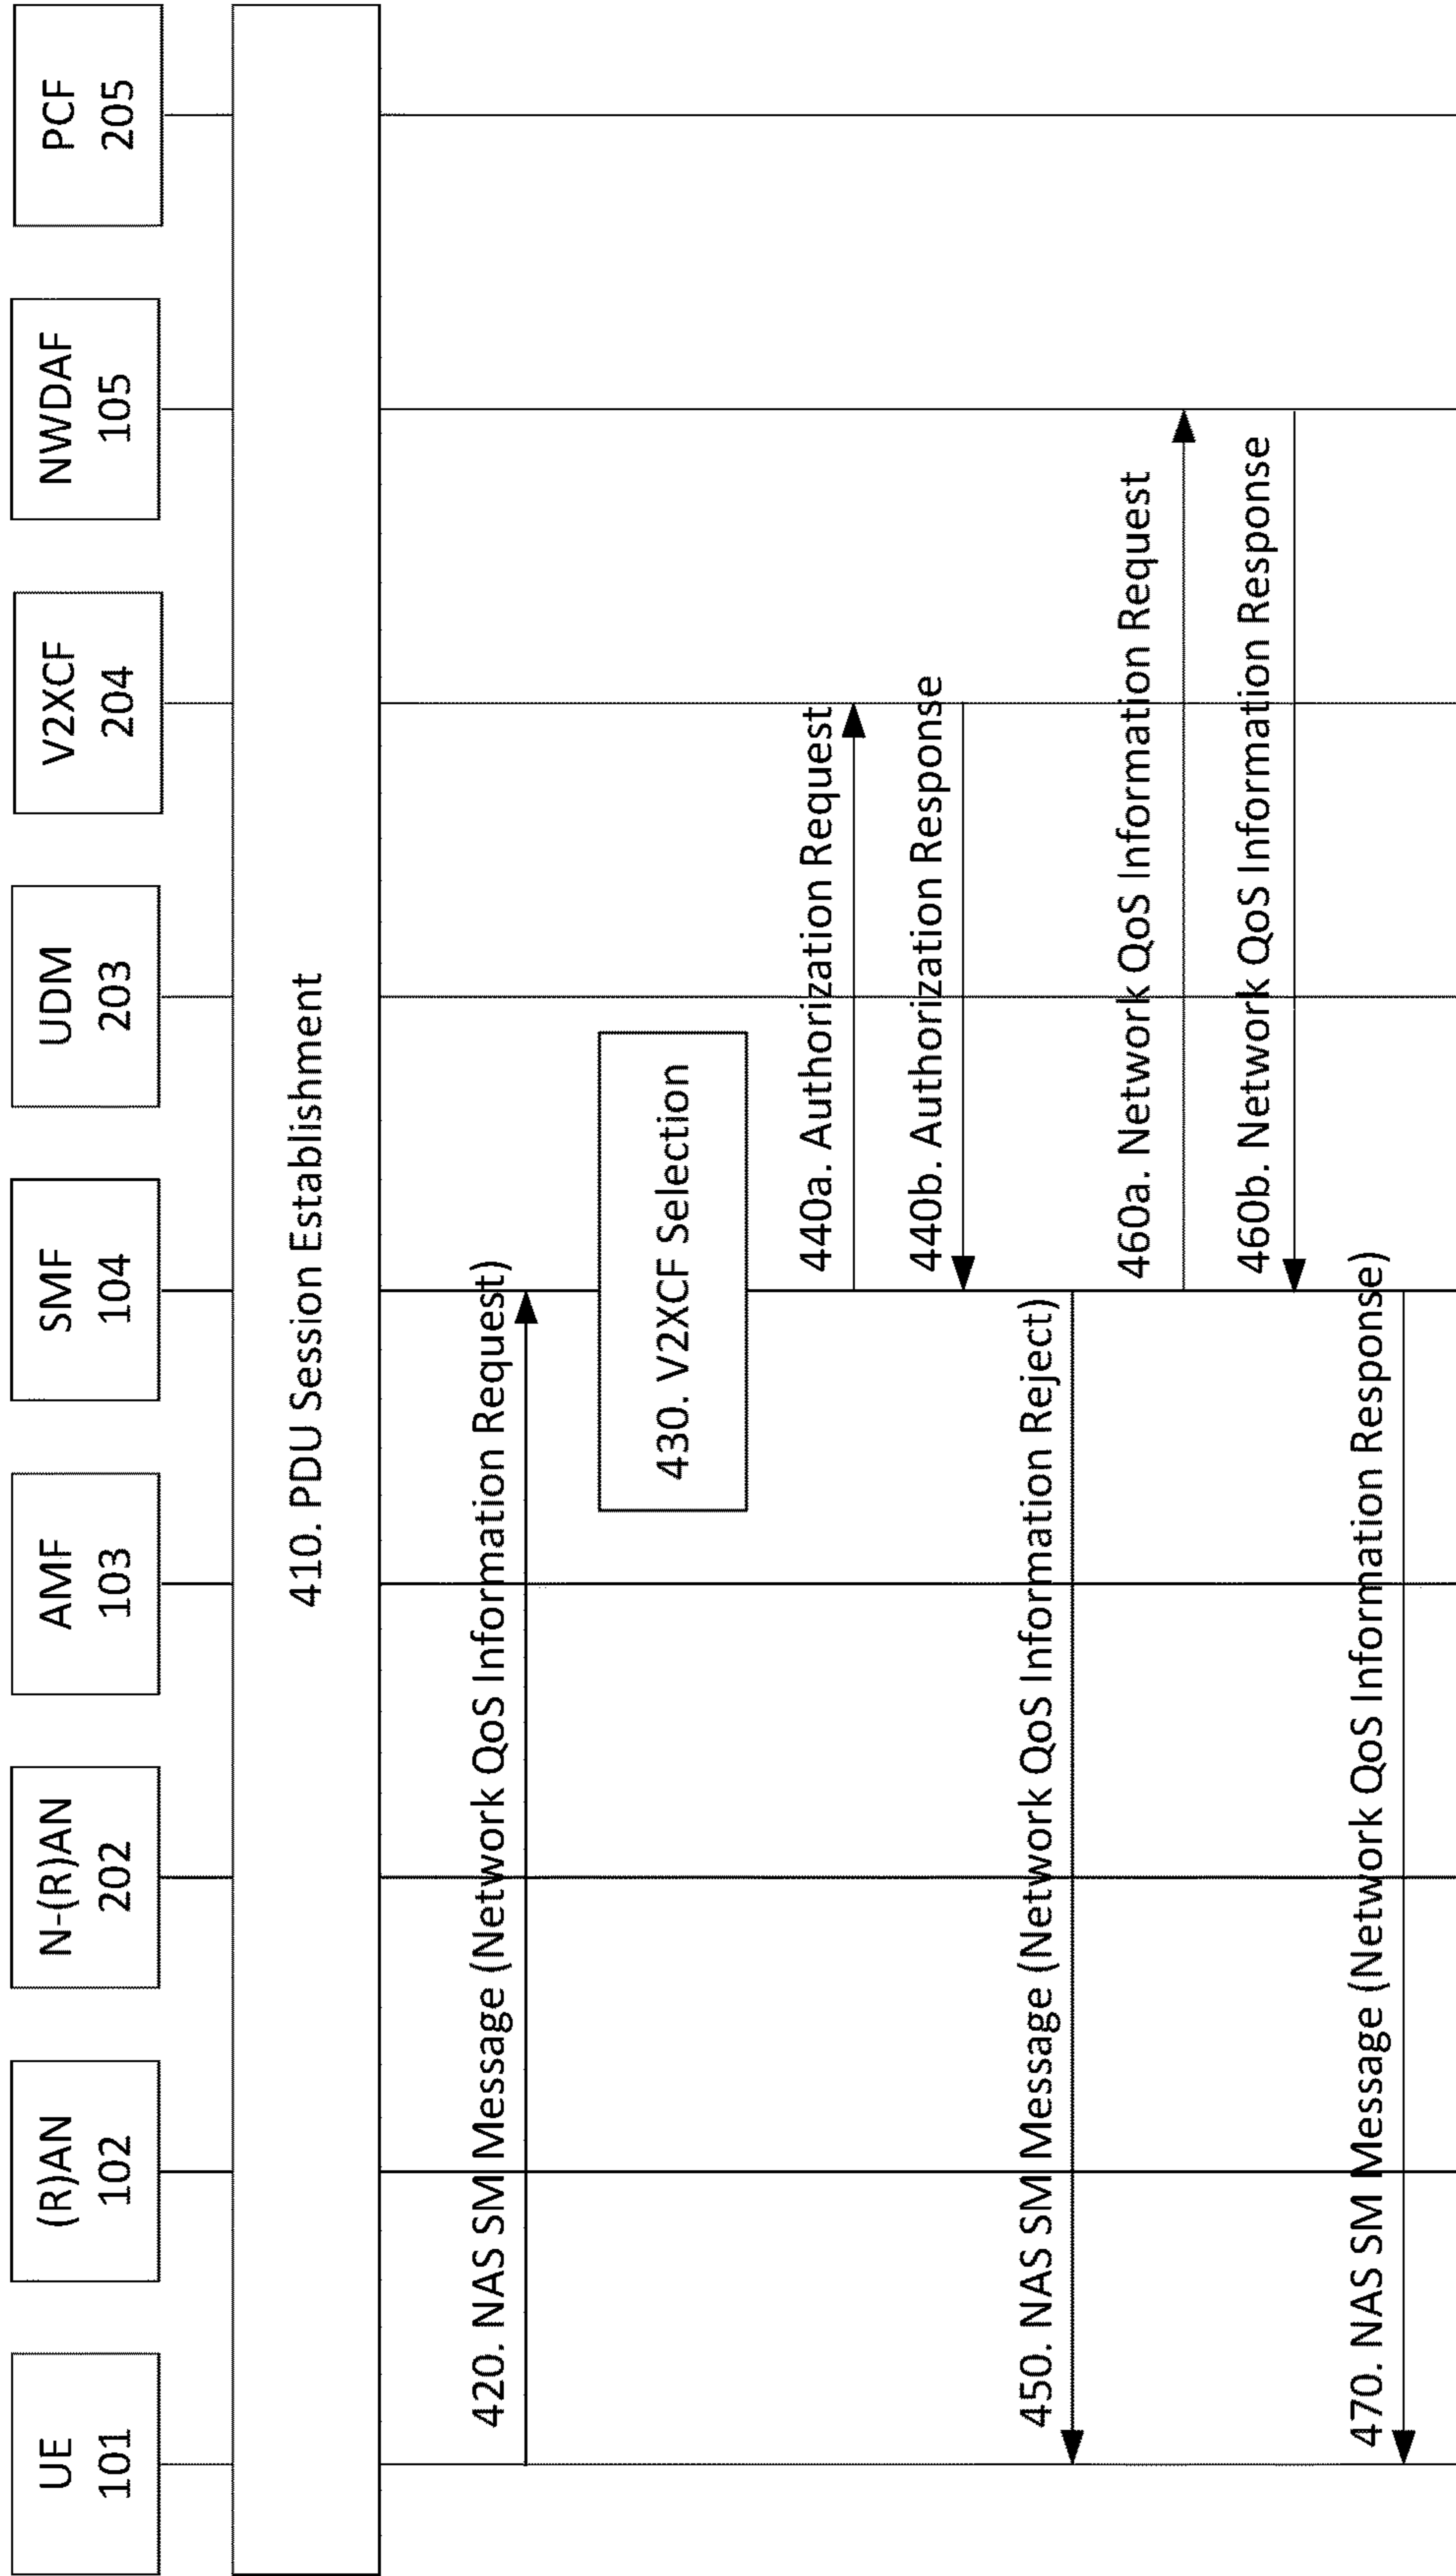 UE
101
(R)AN
102
N-(R)AN
202
AMF
103
SMF
104
UDM
203
V2XCF
204
NWDAF
105
PCF
205
410. PDU Session Establishment
420. NAS SM Message (Network QoS Information Request)
430. V2XCF Selection
440a. Authorization Request
440b. Authorization Response
450. NAS SM Message (Network QoS Information Reject)
460a. Network QoS Information Request
460b. Network QoS Information Response
470. NAS SM Message (Network QoS Information Response)